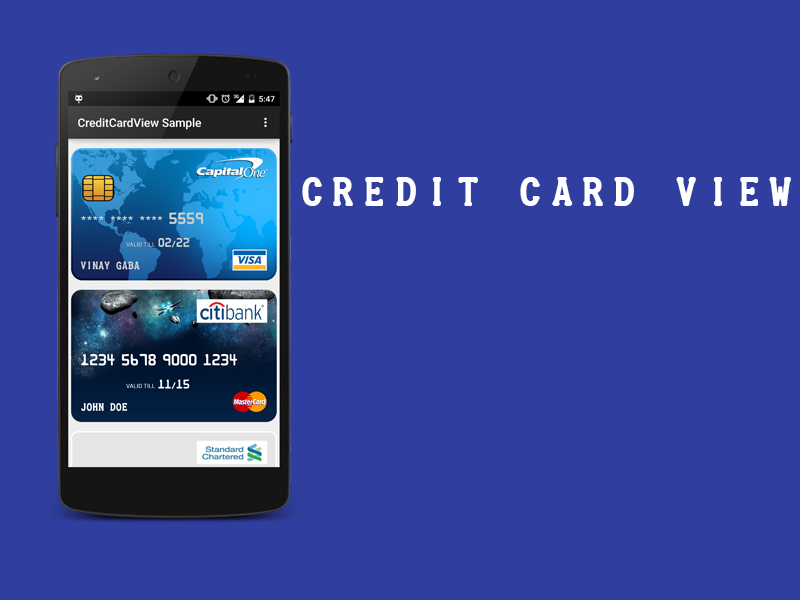 3G 5:47
CreditCardView Sample
CapitalOne
**** **** **** 5559
VALID TILL 02/22
VINAY GABA
VISA
citibank
1234 5678 9000 1234
VALID TILL 11/15
JOHN DOE
MasterCard
Standard
Chartered
CREDIT CARD VIEW